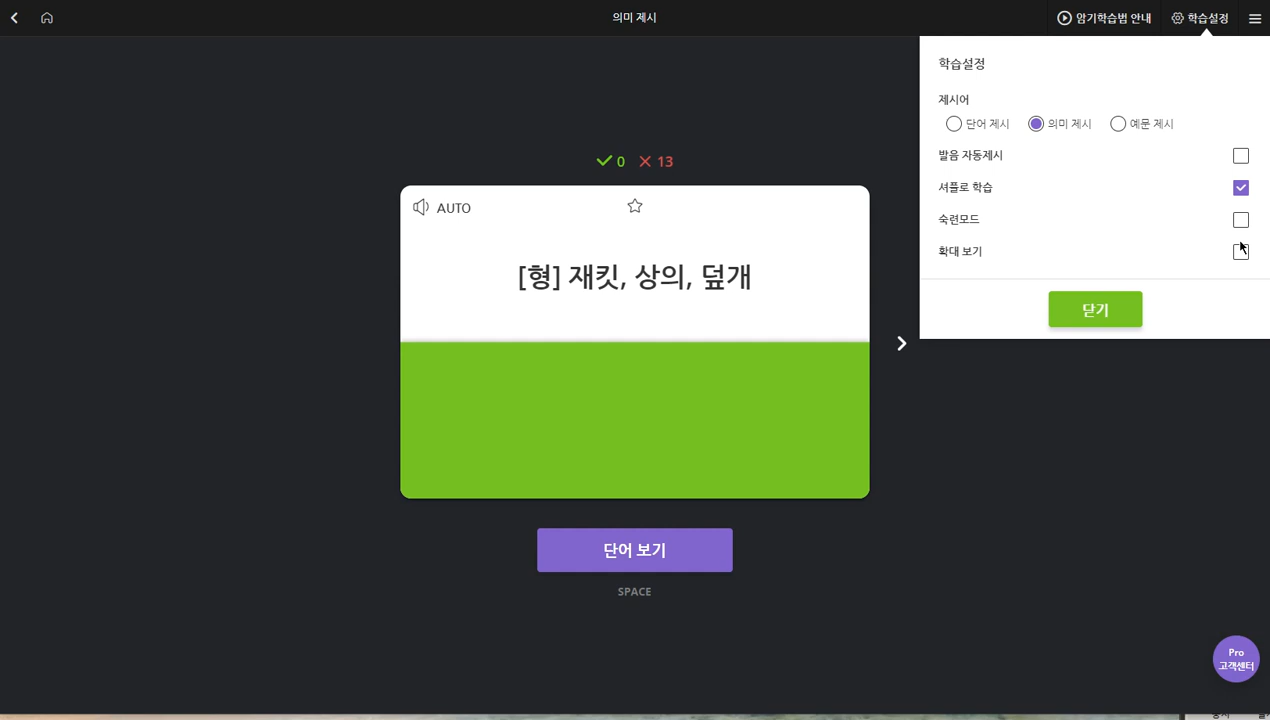 의미 제시
암기학습법 안내
학습설정
학습설정
제시어
단어 제시
의미 제시
예문 제시
발음 자동제시
셔플로 학습
숙련모드
확대 보기
닫기
0
13
AUTO
[형] 재킷, 상의, 덮개
단어 보기
SPACE
Pro
고객센터